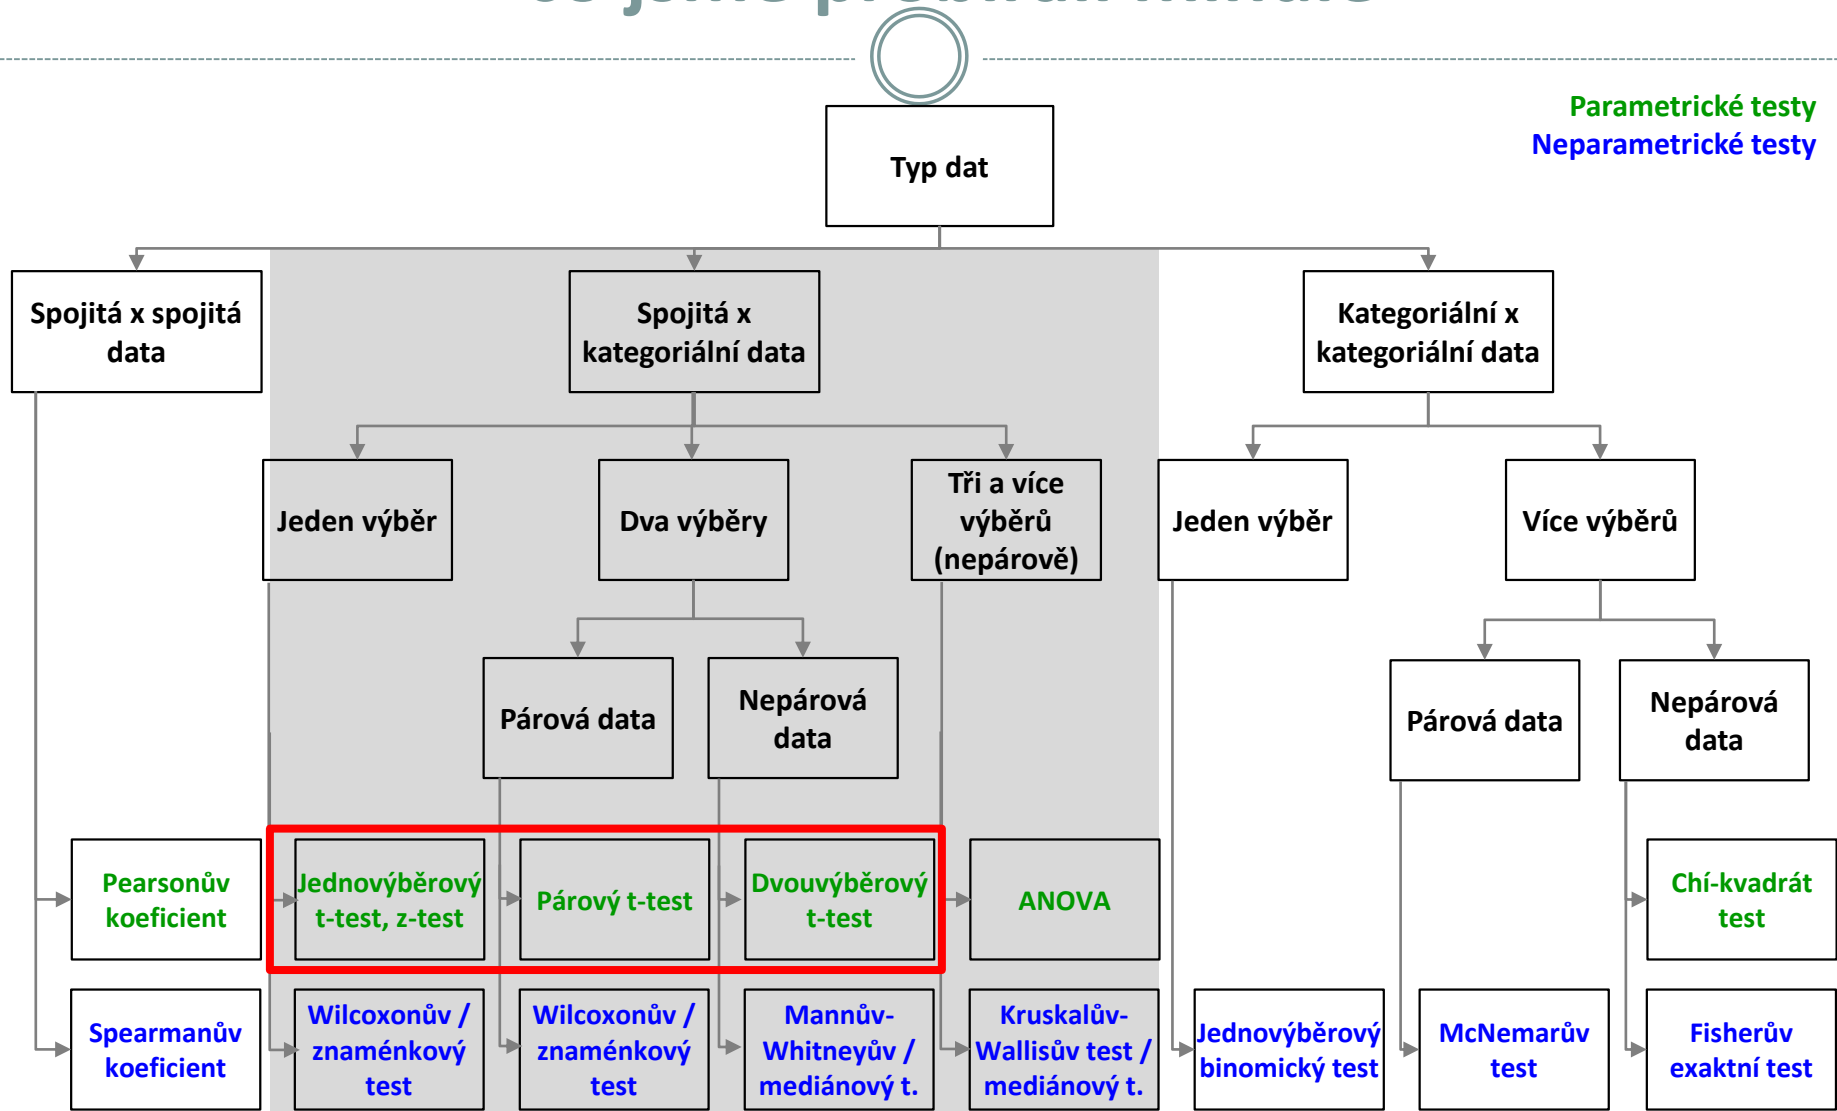 Parametrické testy
Neparametrické testy
Typ dat
Spojitá x spojitá
data
Spojitá x
kategoriální data
Kategoriální x
kategoriální data
Jeden výběr
Dva výběry
Tři a více
výběrů
(nepárově)
Jeden výběr
Více výběrů
Párová data
Nepárová
data
Párová data
Nepárová
data
Pearsonův
koeficient
Jednovýběrový
t-test, z-test
Párový t-test
Dvouvýběrový
t-test
ANOVA
Chí-kvadrát
test
Spearmanův
koeficient
Wilcoxonův /
znaménkový
test
Wilcoxonův /
znaménkový
test
Mannův-
Whitneyův /
mediánový t.
Kruskalův-
Wallisův test /
mediánový t.
Jednovýběrový
binomický test
McNemarův
test
Fisherův
exaktní test